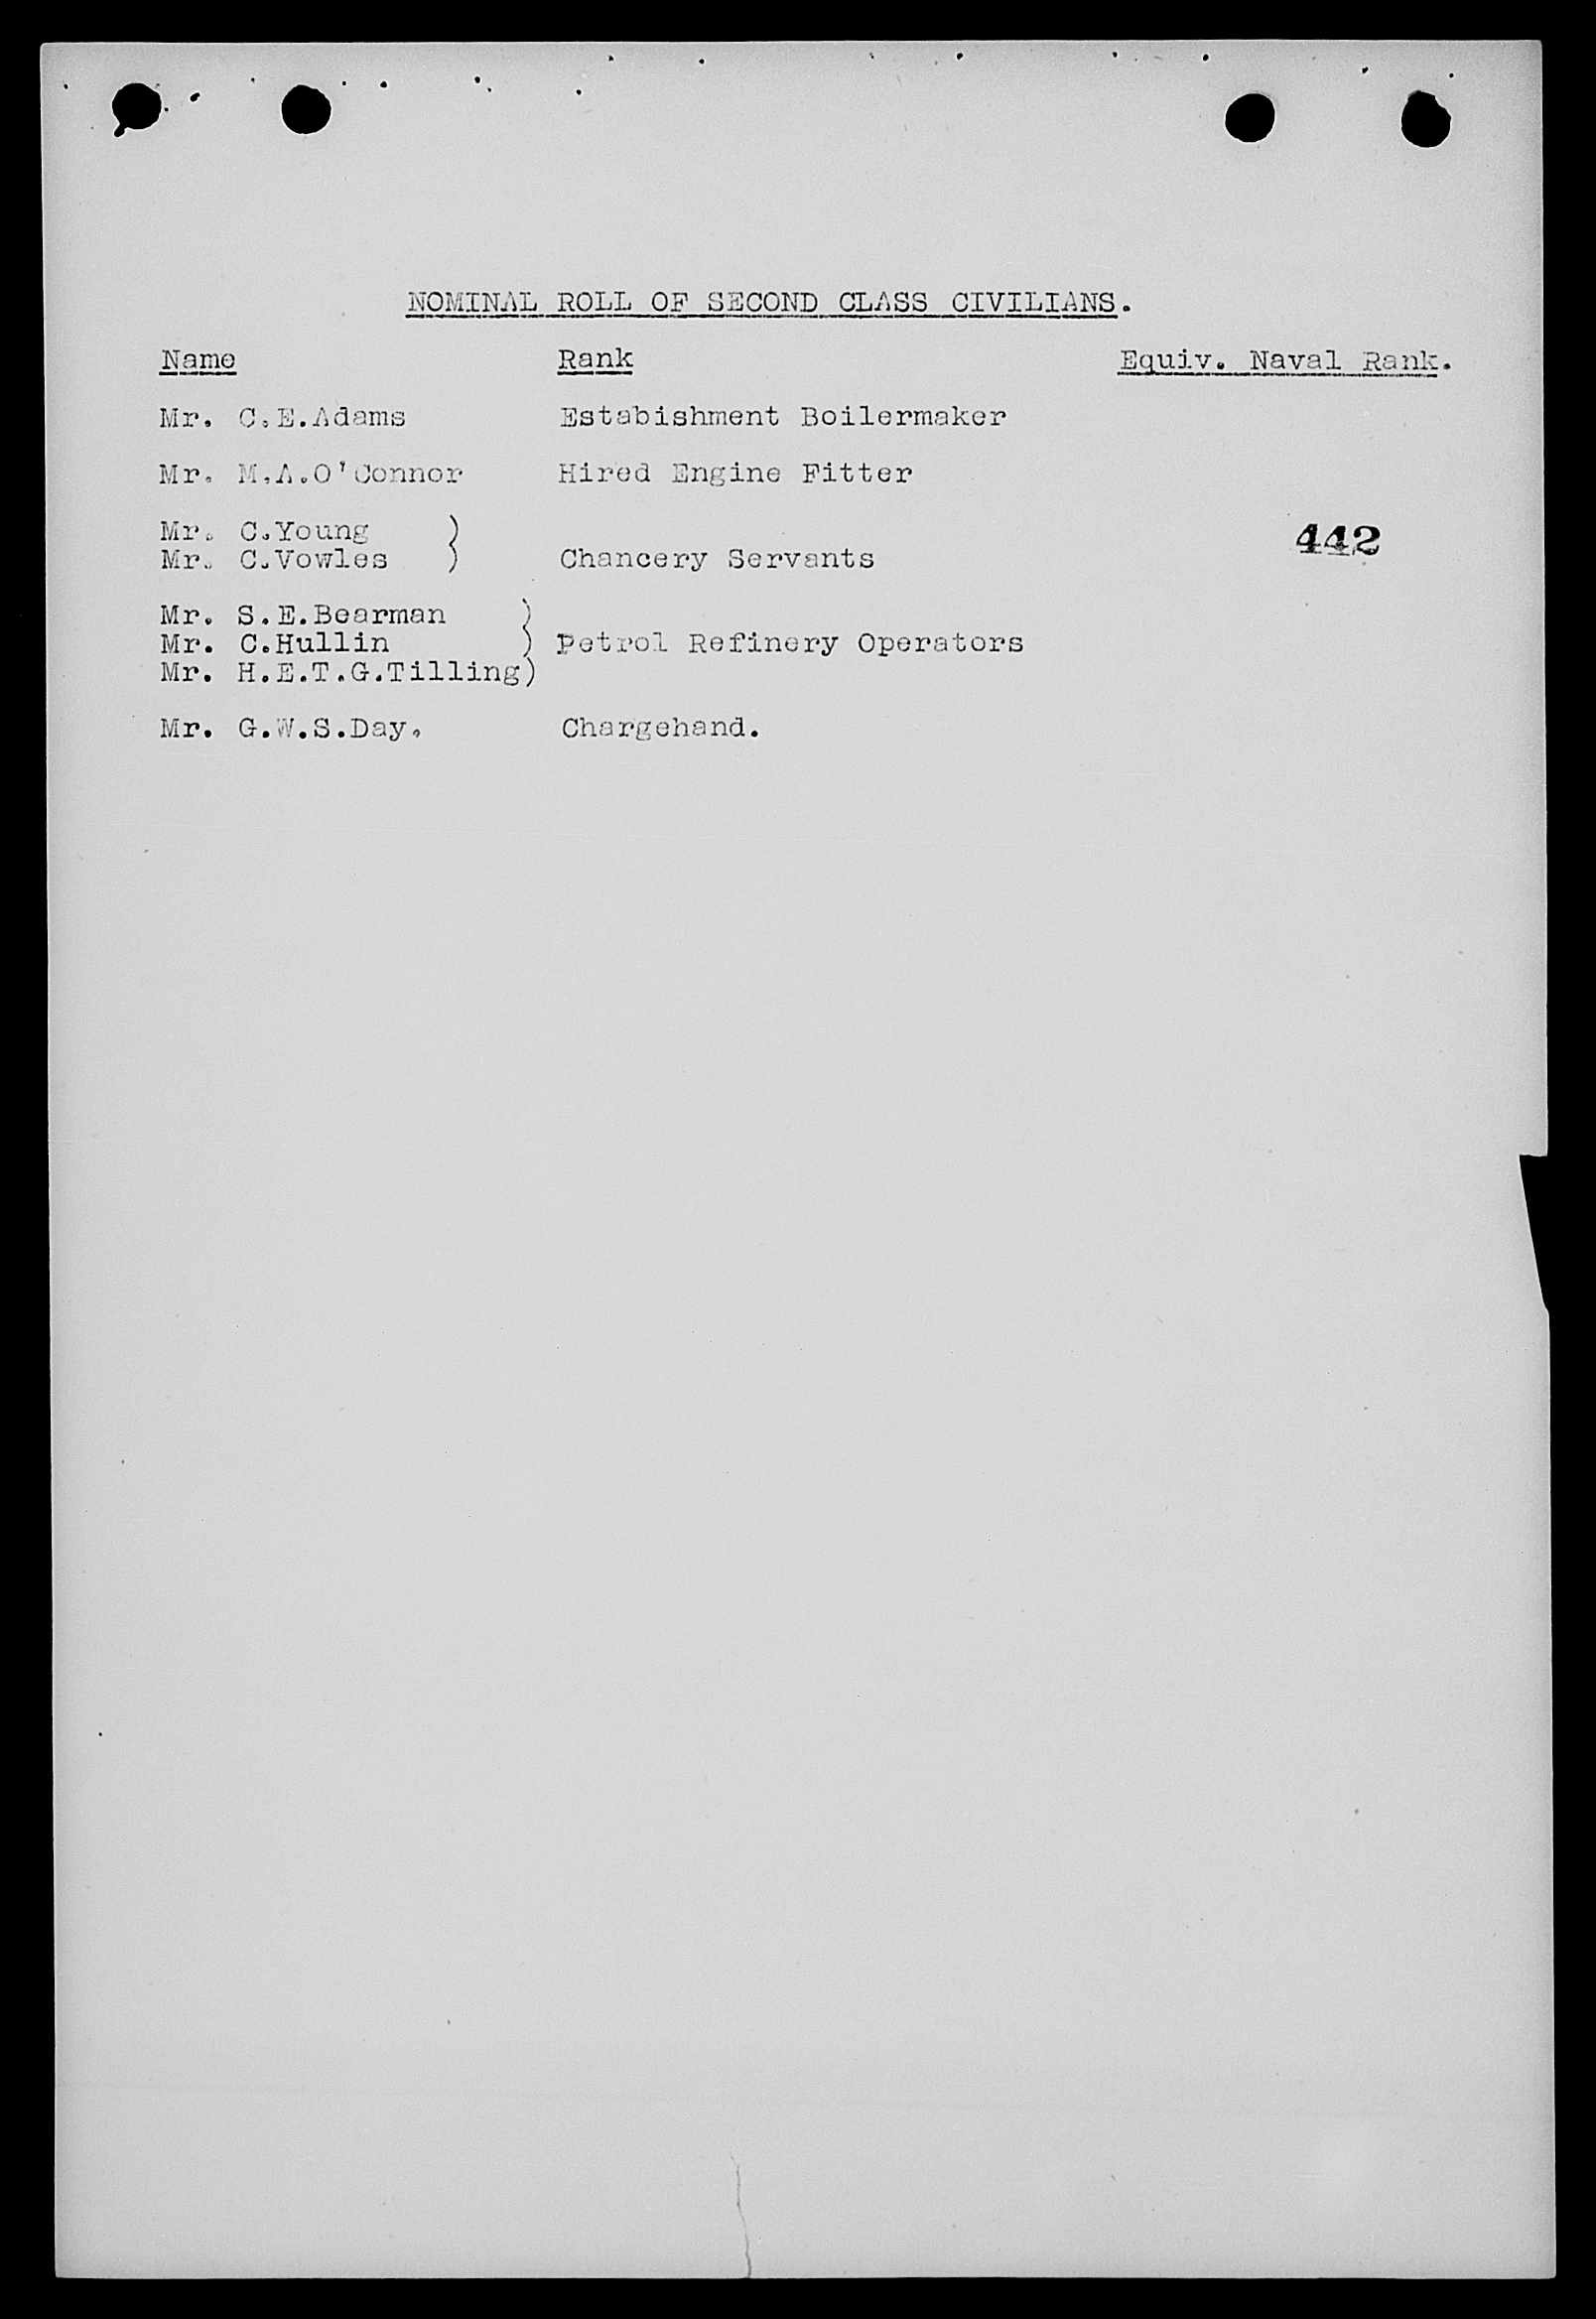 NOMINAL ROLL OF SECOND CLASS CIVILIANS.
Name Rank Equiv. Naval Rank.
Mr. C.E.Adams Estabishment Boilermaker
Mr. M.A.O'Connor Hired Engine Fitter
Mr. C.Young )
Mr. C.Vowles ) Chancery Servants
442
Mr. S.E.Bearman )
Mr. C.Hullin ) Petrol Refinery Operators
Mr. H.E.T.G.Tilling)
Mr. G.W.S.Day. Chargehand.